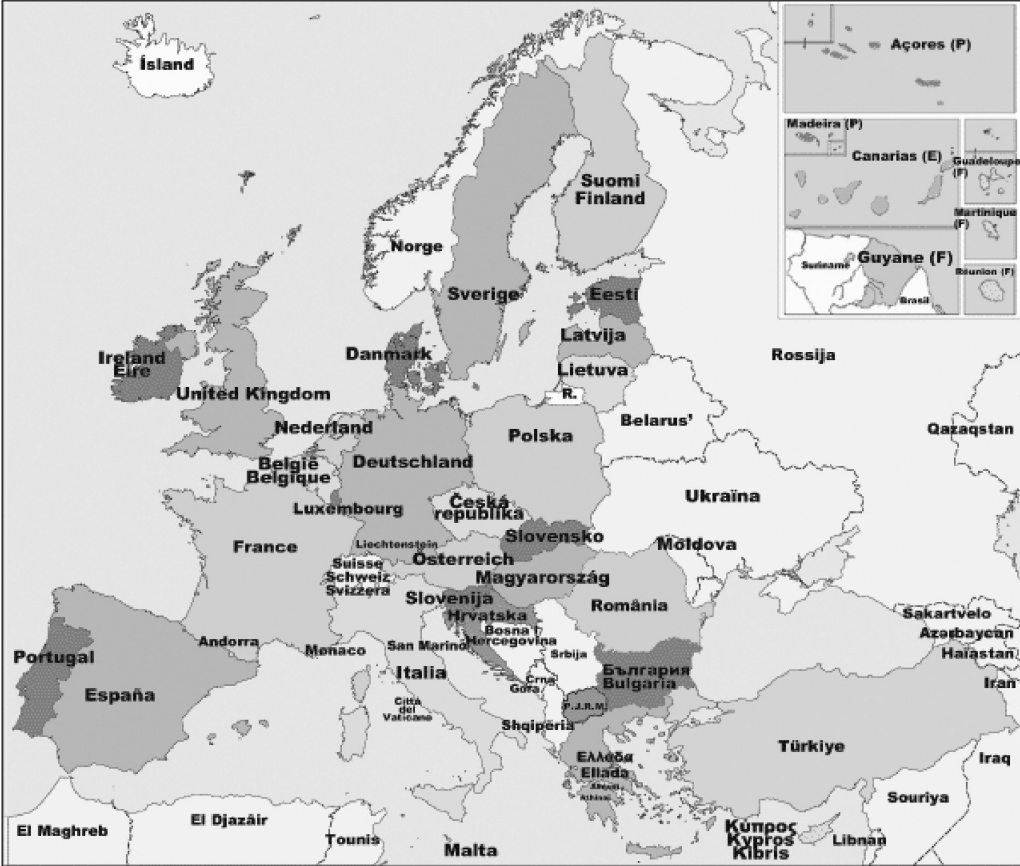 Ísland
Açores (P)
Madeira (P)
Canarias (E)
Guadeloupe
(F)
Martinique
(F)
Suriname
Guyane (F)
Brasil
Réunion (F)
Suomi
Finland
Norge
Sverige
Eesti
Latvija
Lietuva
R.
Danmark
Ireland
Eire
United Kingdom
Nederland
België
Belgique
Deutschland
Polska
Belarus’
Rossija
Qazaqstan
Luxembourg
Česká
republika
Ukraïna
France
Liechtenstein
Slovensko
Moldova
Suisse
Schweiz
Svizzera
Österreich
Magyarország
Slovenija
România
Hrvatska
Bosna i
Hercegovina
Srbija
Sakartvelo
Azərbaycan
Haïastan
Iran
Andorra
Monaco
San Marino
Portugal
España
Italia
Città
del
Vaticano
Crna
Gora
България
Bulgaria
P.J.R.M.
Shqipëria
Ελλαδα
Ellada
Türkiye
Iraq
Souriya
El Maghreb
El Djazâir
Tounis
Malta
Κύπρος
Kypros
Kibris
Libnan